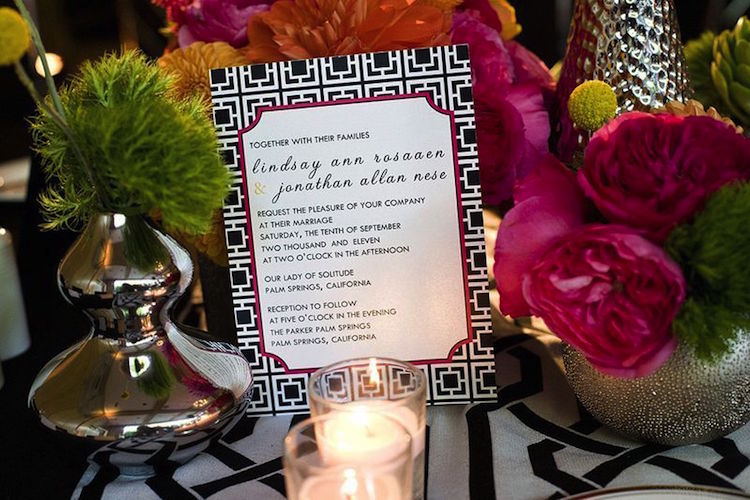 TOGETHER WITH THEIR FAMILIES
lindsay ann rosaaen
& jonathan allan nese
REQUEST THE PLEASURE OF YOUR COMPANY
AT THEIR MARRIAGE
SATURDAY, THE TENTH OF SEPTEMBER
TWO THOUSAND AND ELEVEN
AT TWO O'CLOCK IN THE AFTERNOON
OUR LADY OF SOLITUDE
PALM SPRINGS, CALIFORNIA
RECEPTION TO FOLLOW
AT FIVE O'CLOCK IN THE EVENING
THE PARKER PALM SPRINGS
PALM SPRINGS, CALIFORNIA